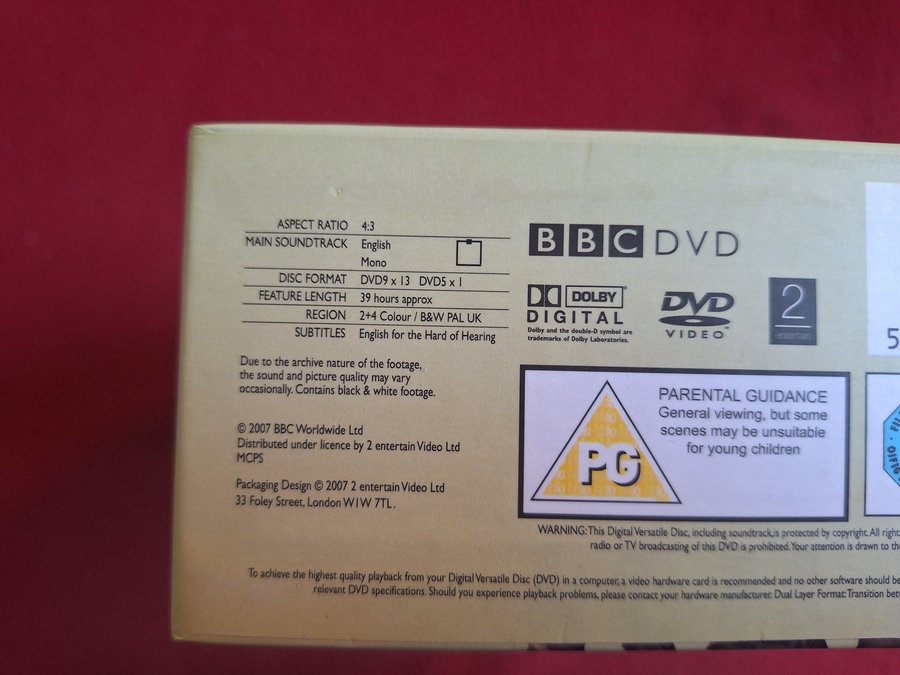 ASPECT RATIO 4:3
MAIN SOUNDTRACK English
Mono
DISC FORMAT DVD9 x 13 DVD5 x 1
FEATURE LENGTH 39 hours approx
REGION 2+4 Colour / B&W PAL UK
SUBTITLES English for the Hard of Hearing
Due to the archive nature of the footage,
the sound and picture quality may vary
occasionally. Contains black & white footage.
© 2007 BBC Worldwide Ltd
Distributed under licence by 2 entertain Video Ltd
MCPS
Packaging Design © 2007 2 entertain Video Ltd
33 Foley Street, London W1W 7TL.
BBC DVD
DOLBY
DIGITAL
Dolby and the double-D symbol are
trademarks of Dolby Laboratories.
DVD
VIDEO™
2
entertain
5
PG
PARENTAL GUIDANCE
General viewing, but some
scenes may be unsuitable
for young children
WARNING: This Digital Versatile Disc, including soundtrack, is protected by copyright. All
radio or TV broadcasting of this DVD is prohibited. Your attention is drawn to
To achieve the highest quality playback from your Digital Versatile Disc (DVD) in a computer, a video hardware card is recommended and no other software should
relevant DVD specifications. Should you experience playback problems, please contact your hardware manufacturer. Dual Layer Format: Transition